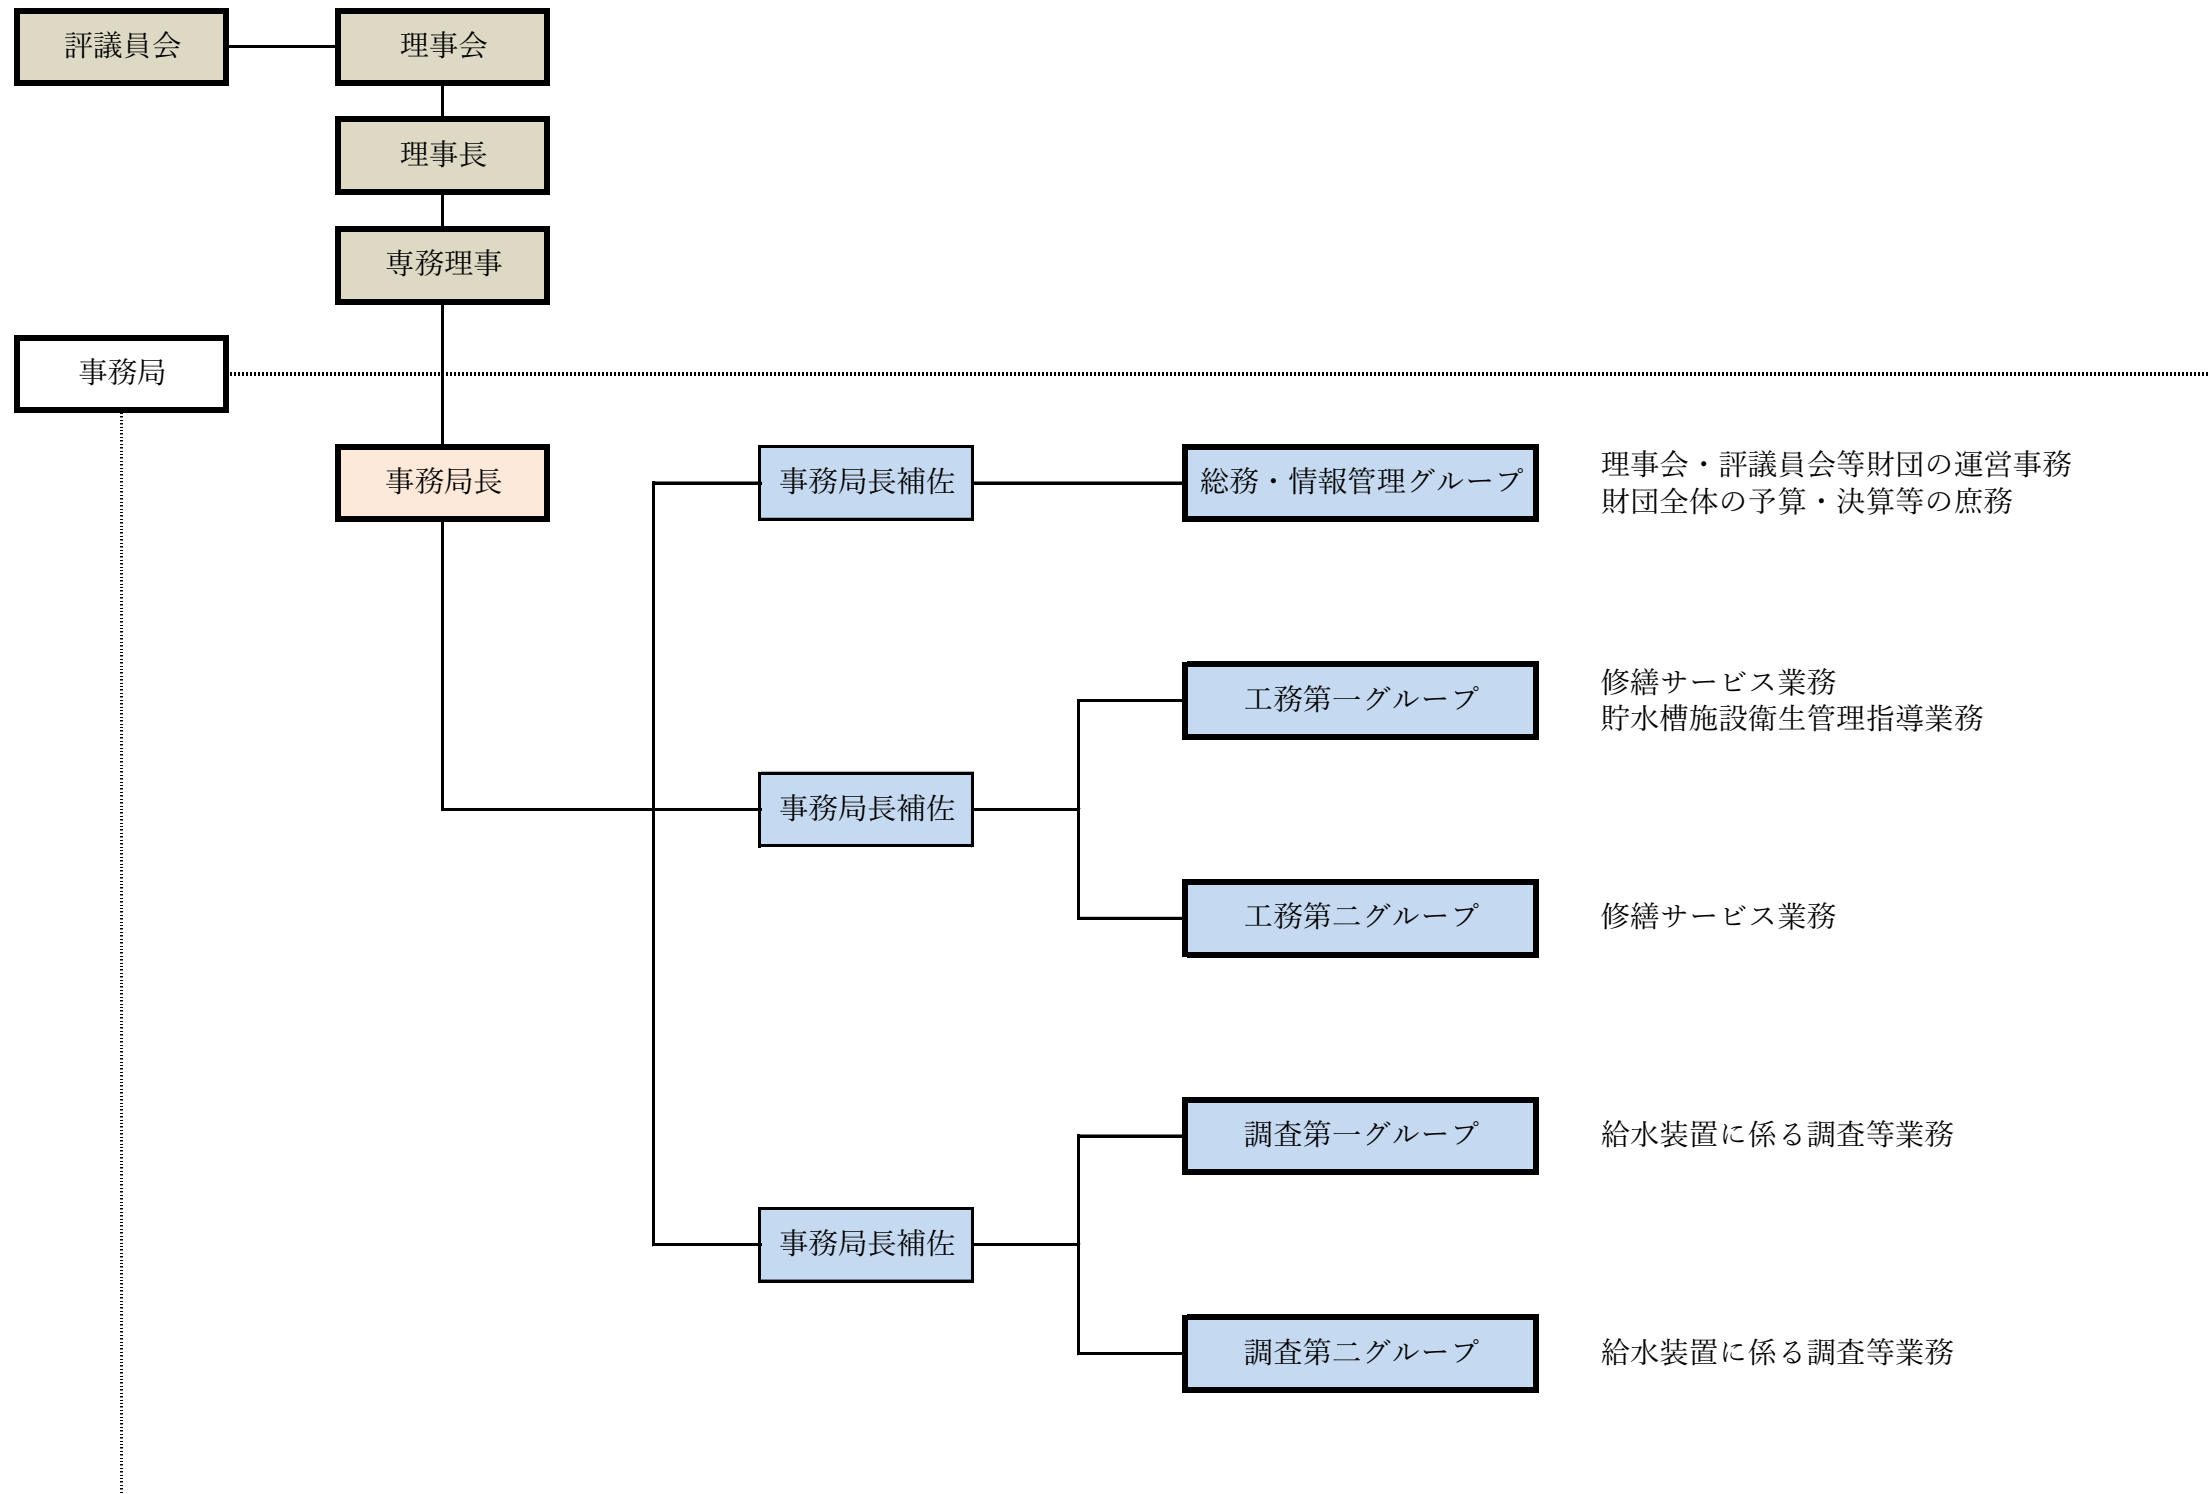 評議員会
理事会
理事長
専務理事
事務局
事務局長
事務局長補佐
総務・情報管理グループ
理事会・評議員会等財団の運営事務
財団全体の予算・決算等の庶務
工務第一グループ
修繕サービス業務
貯水槽施設衛生管理指導業務
事務局長補佐
工務第二グループ
修繕サービス業務
調査第一グループ
給水装置に係る調査等業務
事務局長補佐
調査第二グループ
給水装置に係る調査等業務